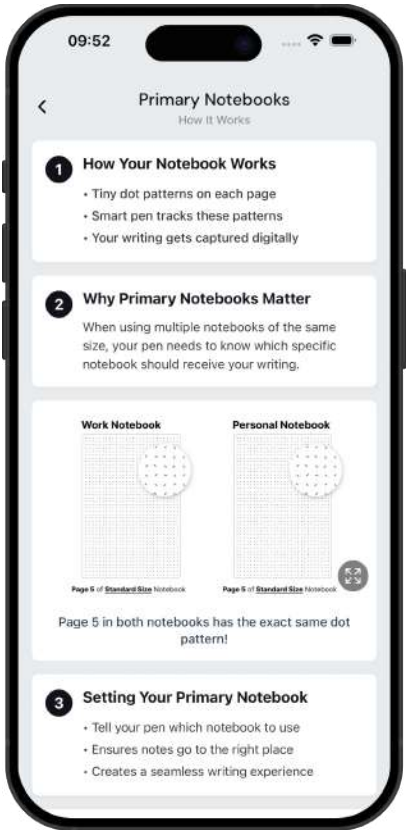 09:52
Primary Notebooks
How It Works
1 How Your Notebook Works
• Tiny dot patterns on each page
• Smart pen tracks these patterns
• Your writing gets captured digitally
2 Why Primary Notebooks Matter
When using multiple notebooks of the same
size, your pen needs to know which specific
notebook should receive your writing.
Work Notebook
Personal Notebook
Page 5 of Standard Size Notebook
Page 5 of Standard Size Notebook
Page 5 in both notebooks has the exact same dot
pattern!
3 Setting Your Primary Notebook
• Tell your pen which notebook to use
• Ensures notes go to the right place
• Creates a seamless writing experience